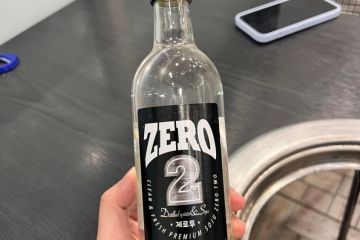 ZERO
2
제로투
CLEAN & FRESH PREMIUM SOJU ZERO TWO